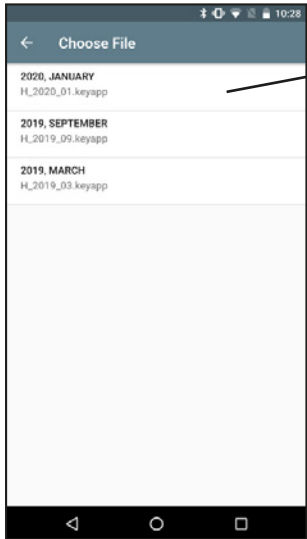 10:28
Choose File
2020, JANUARY
H_2020_01.keyapp
2019, SEPTEMBER
H_2019_09.keyapp
2019, MARCH
H_2019_03.keyapp